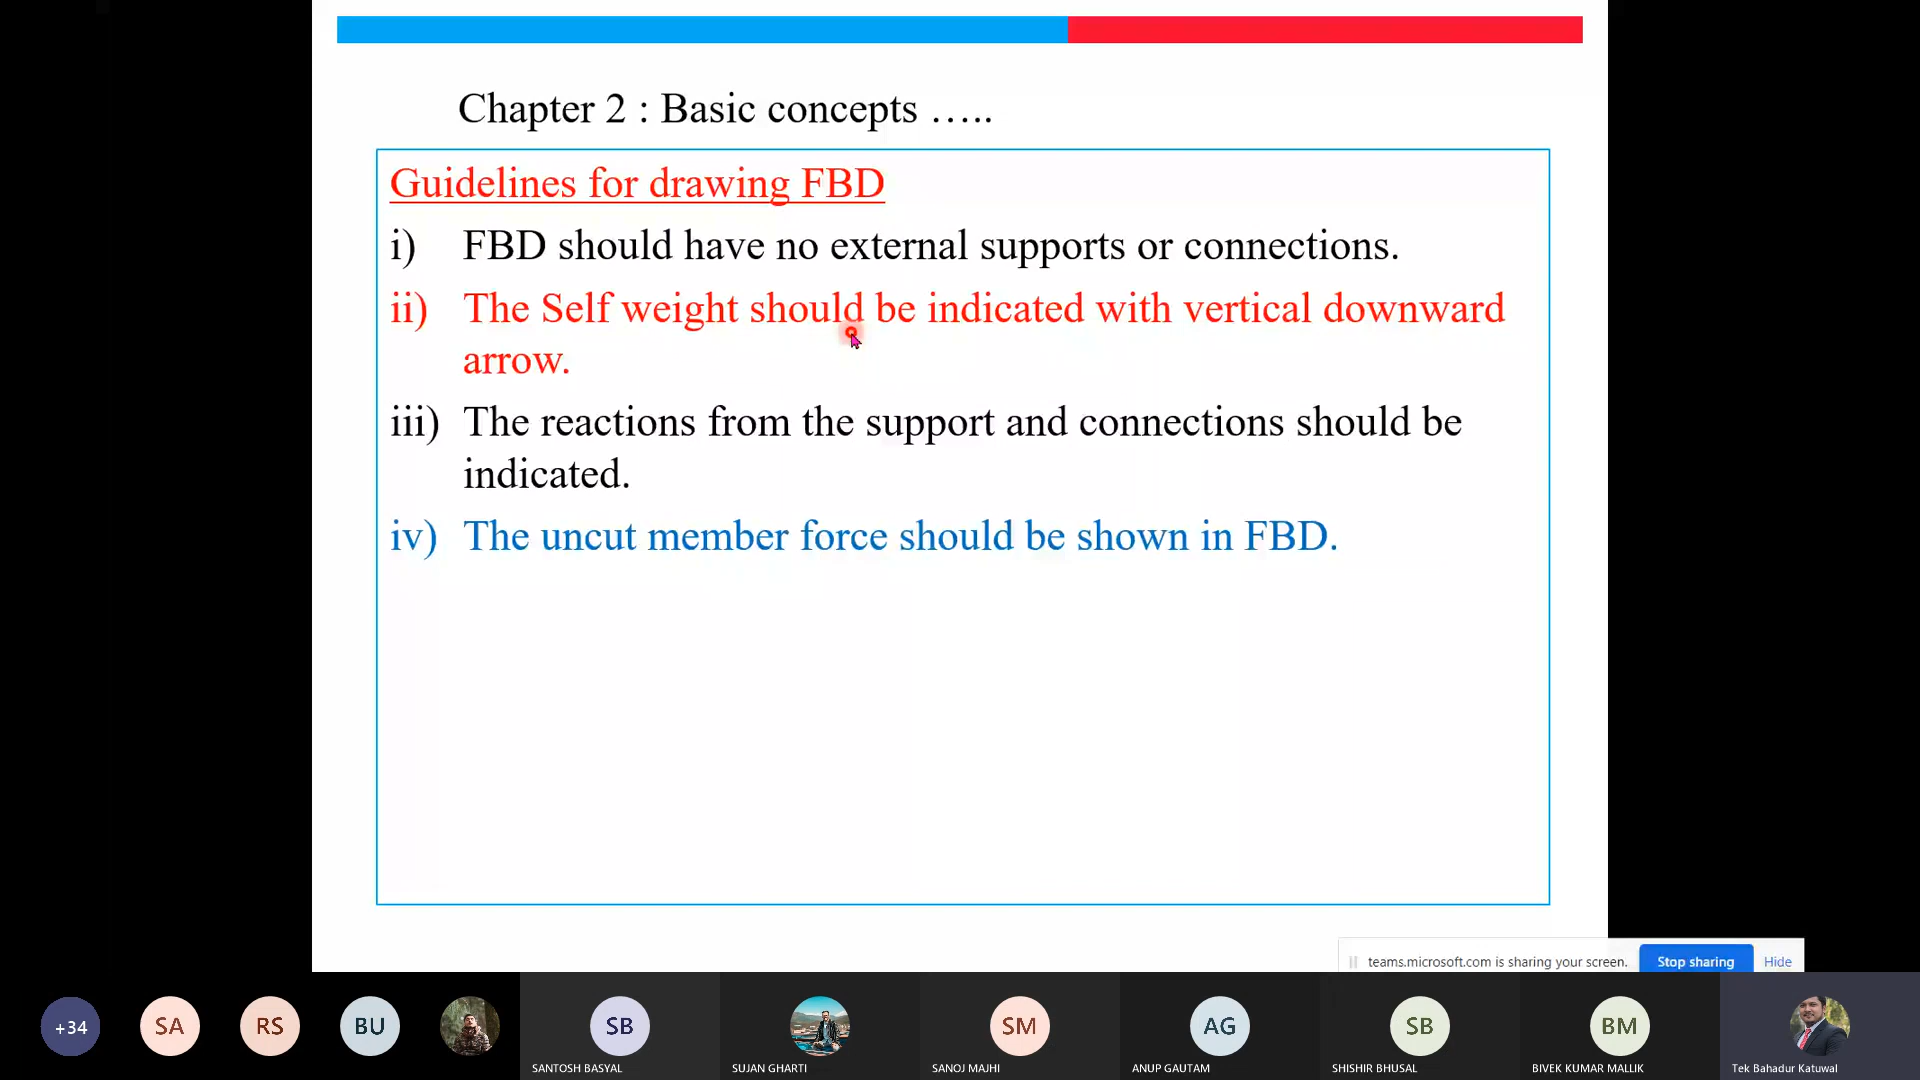 Chapter 2 : Basic concepts …..
Guidelines for drawing FBD
i) FBD should have no external supports or connections.
ii) The Self weight should be indicated with vertical downward
arrow.
iii) The reactions from the support and connections should be
indicated.
iv) The uncut member force should be shown in FBD.
teams.microsoft.com is sharing your screen. Stop sharing Hide
+34 SA RS BU SB SM AG SB BM
SANTOSH BASYAL SUJAN GHARTI SANOJ MAJHI ANUP GAUTAM SHISHIR BHUSAL BIVEK KUMAR MALLIK Tek Bahadur Katuwal